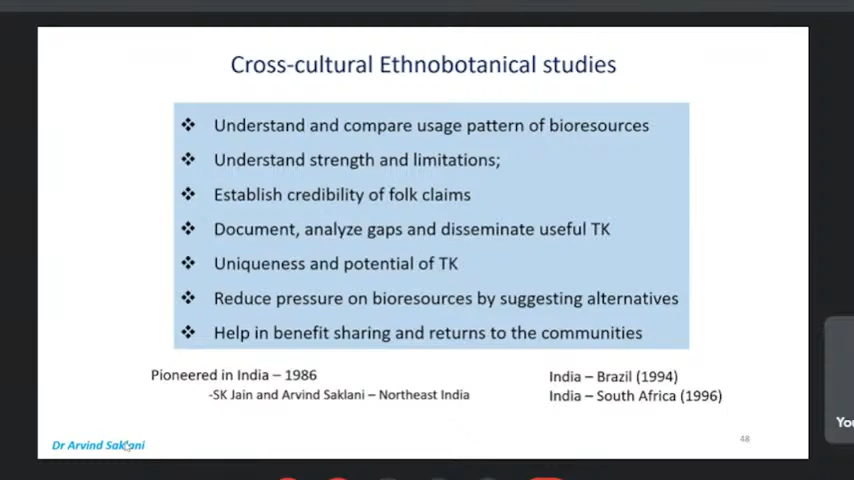 Cross-cultural Ethnobotanical studies
❖ Understand and compare usage pattern of bioresources
❖ Understand strength and limitations;
❖ Establish credibility of folk claims
❖ Document, analyze gaps and disseminate useful TK
❖ Uniqueness and potential of TK
❖ Reduce pressure on bioresources by suggesting alternatives
❖ Help in benefit sharing and returns to the communities
Pioneered in India – 1986
-SK Jain and Arvind Saklani – Northeast India
India – Brazil (1994)
India – South Africa (1996)
Dr Arvind Saklani
48